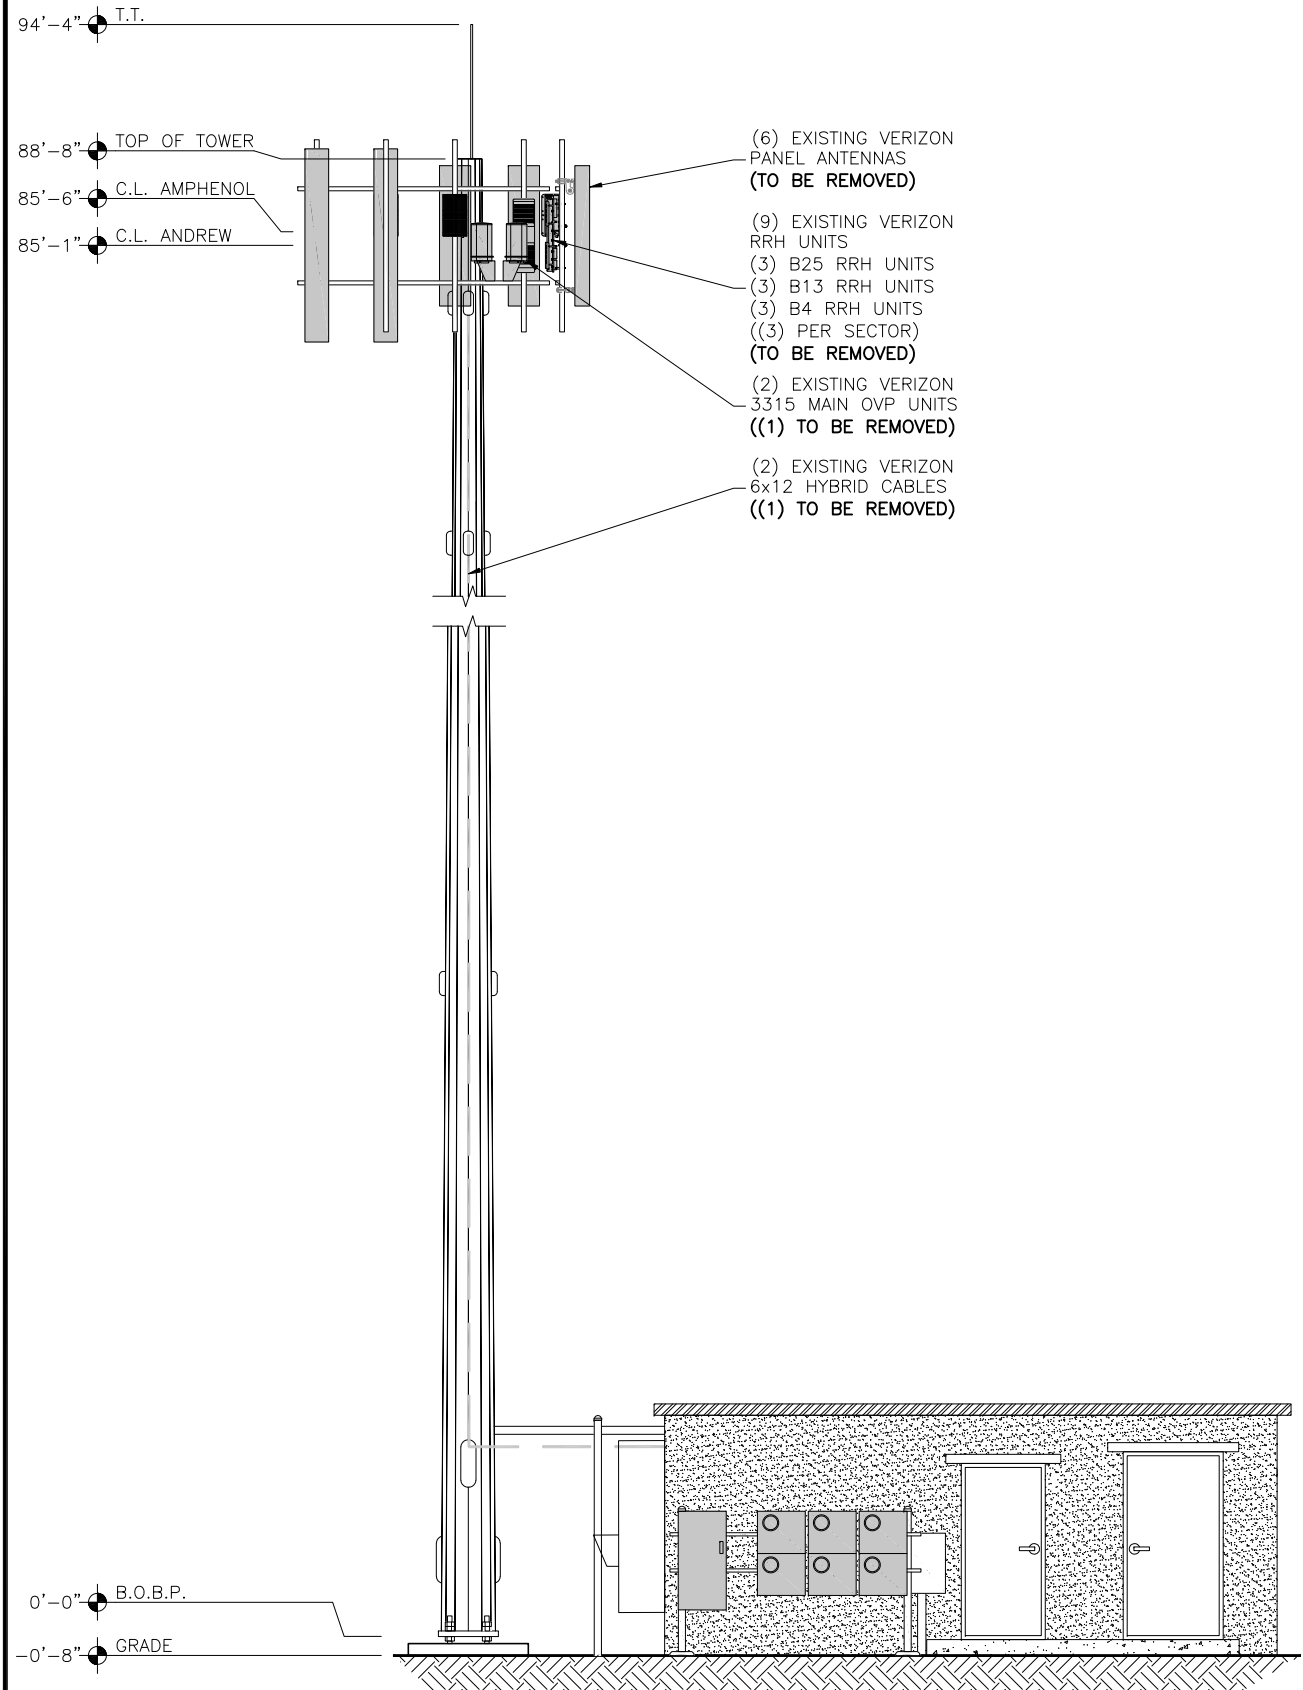 94'-4" T.T.
88'-8" TOP OF TOWER
85'-6" C.L. AMPHENOL
85'-1" C.L. ANDREW
(6) EXISTING VERIZON
PANEL ANTENNAS
(TO BE REMOVED)
(9) EXISTING VERIZON
RRH UNITS
(3) B25 RRH UNITS
(3) B13 RRH UNITS
(3) B4 RRH UNITS
((3) PER SECTOR)
(TO BE REMOVED)
(2) EXISTING VERIZON
3315 MAIN OVP UNITS
((1) TO BE REMOVED)
(2) EXISTING VERIZON
6x12 HYBRID CABLES
((1) TO BE REMOVED)
0'-0" B.O.B.P.
-0'-8" GRADE